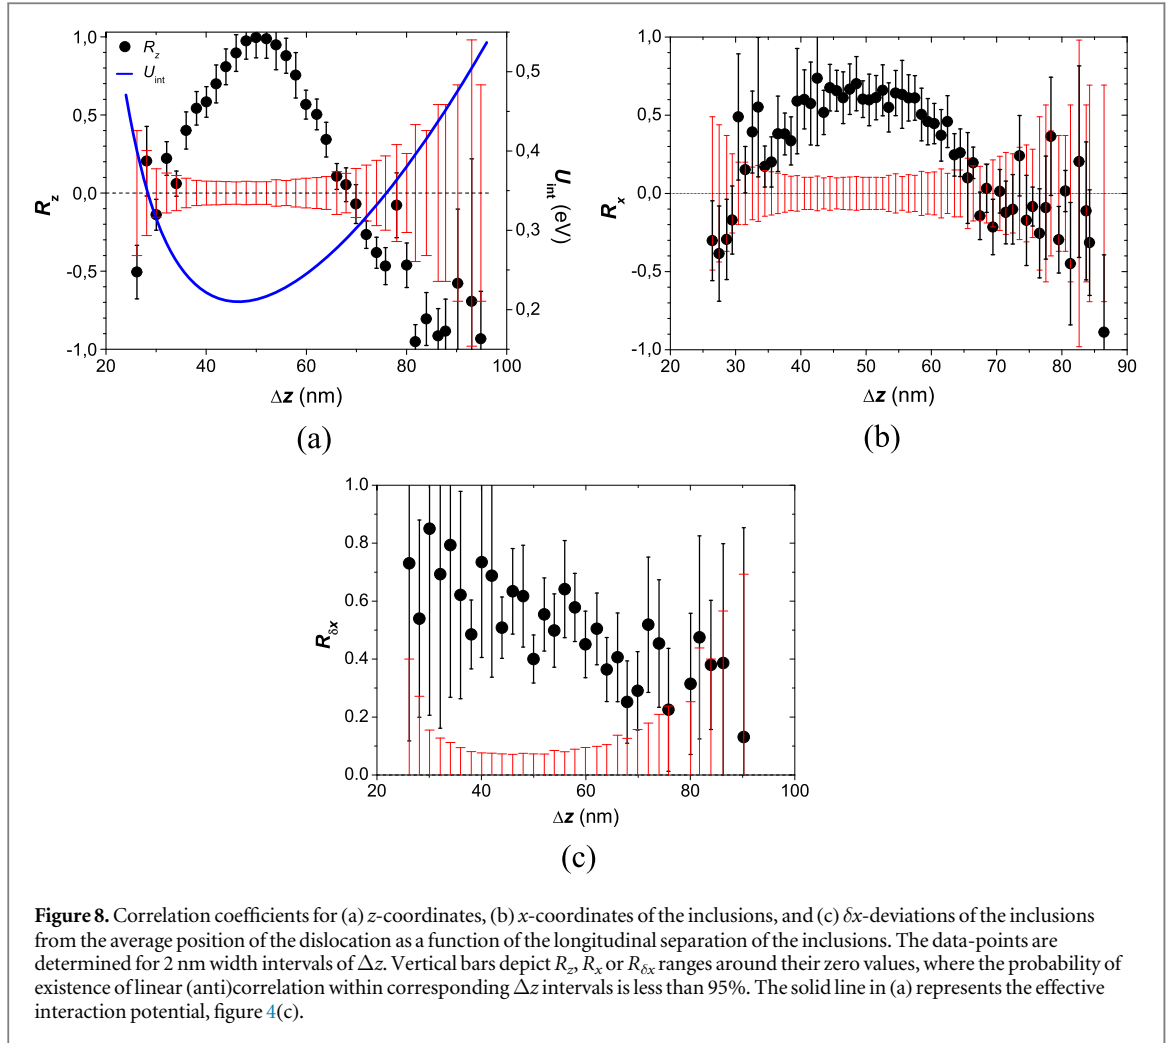 1,0
0,5
0,0
-0,5
-1,0
R_z
R_z
U_int
0,5
0,4
0,3
0,2
U_int (eV)
20 40 60 80 100
Δz (nm)
(a)
1,0
0,5
0,0
-0,5
-1,0
R_x
20 30 40 50 60 70 80 90
Δz (nm)
(b)
1.0
0.8
0.6
0.4
0.2
0.0
R_δx
20 40 60 80 100
Δz (nm)
(c)
Figure 8. Correlation coefficients for (a) z-coordinates, (b) x-coordinates of the inclusions, and (c) δx-deviations of the inclusions
from the average position of the dislocation as a function of the longitudinal separation of the inclusions. The data-points are
determined for 2 nm width intervals of Δz. Vertical bars depict R_z, R_x or R_δx ranges around their zero values, where the probability of
existence of linear (anti)correlation within corresponding Δz intervals is less than 95%. The solid line in (a) represents the effective
interaction potential, figure 4(c).